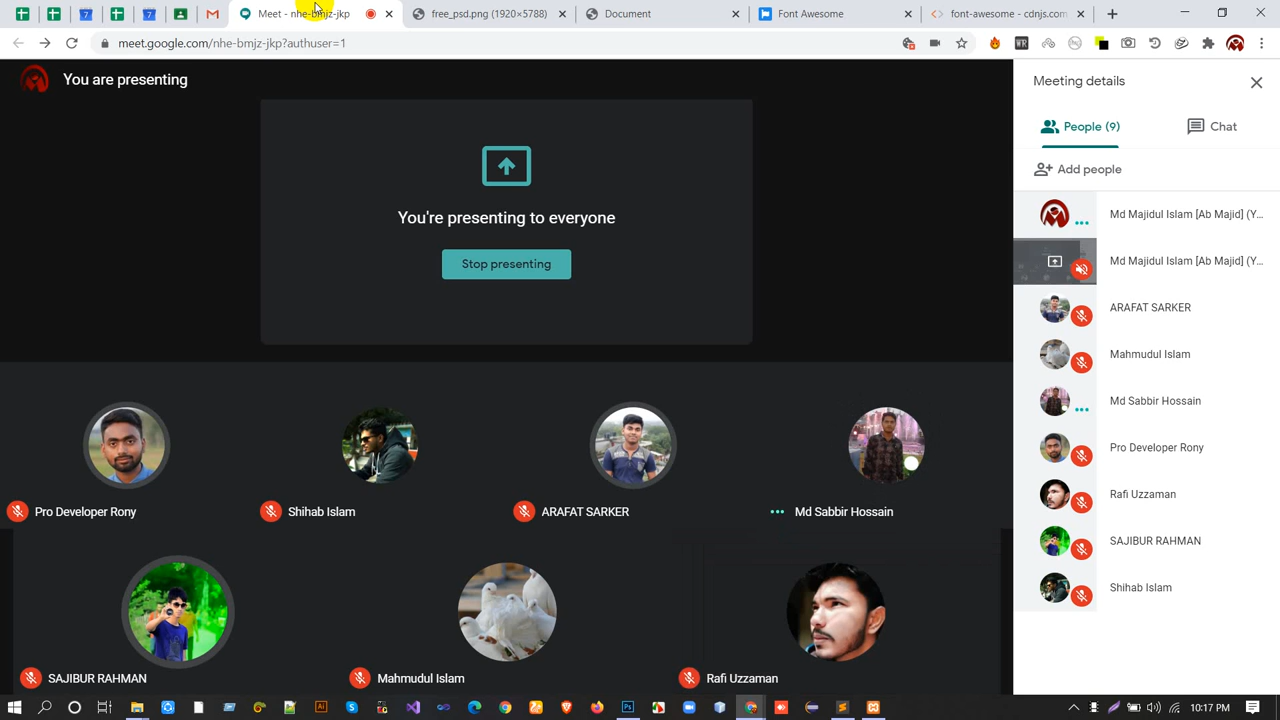 Meet - nhe-bmjz-jkp
free_psd.png (1920×5788)
Document
Font Awesome
font-awesome - cdnjs.com
meet.google.com/nhe-bmjz-jkp?authuser=1
You are presenting
You're presenting to everyone
Stop presenting
Pro Developer Rony
Shihab Islam
ARAFAT SARKER
Md Sabbir Hossain
SAJIBUR RAHMAN
Mahmudul Islam
Rafi Uzzaman
Meeting details
People (9)
Chat
Add people
Md Majidul Islam [Ab Majid] (Y...
Md Majidul Islam [Ab Majid] (Y...
ARAFAT SARKER
Mahmudul Islam
Md Sabbir Hossain
Pro Developer Rony
Rafi Uzzaman
SAJIBUR RAHMAN
Shihab Islam
10:17 PM